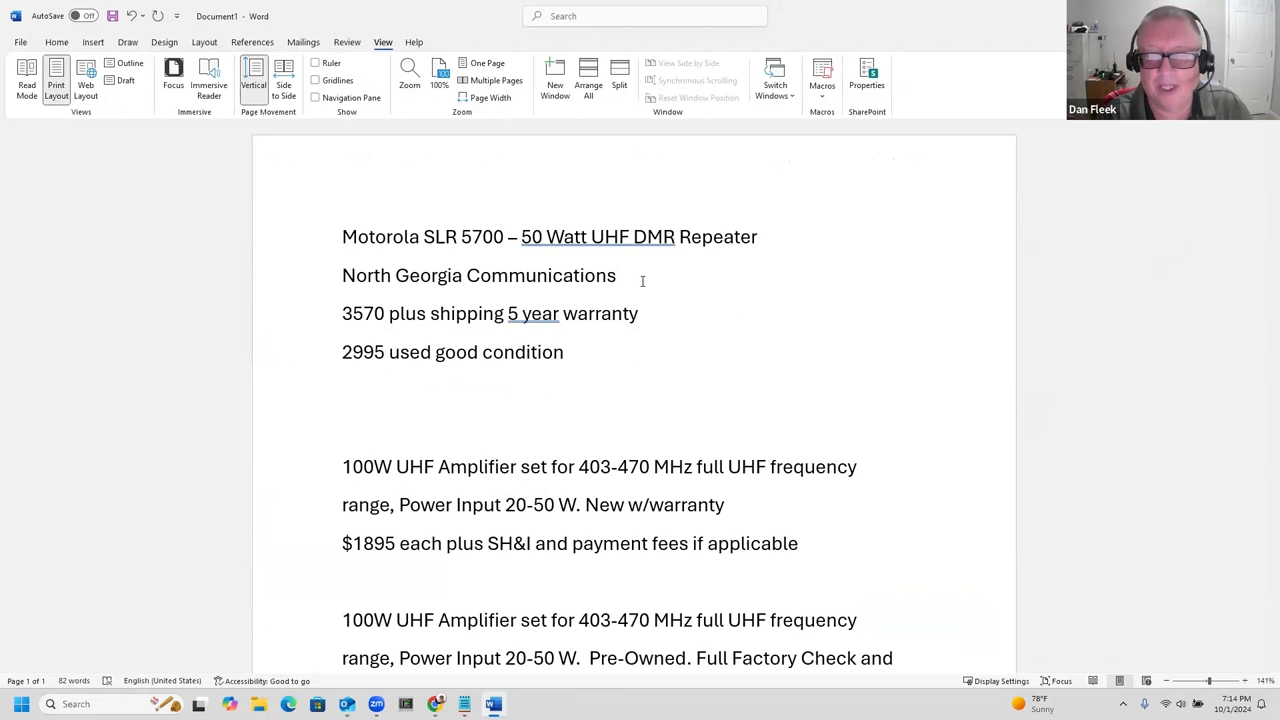 AutoSave
Off
Document1 - Word
Search
File
Home
Insert
Draw
Design
Layout
References
Mailings
Review
View
Help
Read Mode
Print Layout
Web Layout
Outline
Draft
Views
Focus
Immersive Reader
Immersive
Vertical
Side to Side
Page Movement
Ruler
Gridlines
Navigation Pane
Show
Zoom
100
100%
One Page
Multiple Pages
Page Width
Zoom
New Window
Arrange All
Split
View Side by Side
Synchronous Scrolling
Reset Window Position
Window
Switch Windows
Macros
Macros
Properties
SharePoint
Dan Fleek
Motorola SLR 5700 – 50 Watt UHF DMR Repeater
North Georgia Communications
3570 plus shipping 5 year warranty
2995 used good condition
100W UHF Amplifier set for 403-470 MHz full UHF frequency
range, Power Input 20-50 W. New w/warranty
$1895 each plus SH&I and payment fees if applicable
100W UHF Amplifier set for 403-470 MHz full UHF frequency
range, Power Input 20-50 W. Pre-Owned. Full Factory Check and
Page 1 of 1
82 words
English (United States)
Accessibility: Good to go
Display Settings
Focus
141%
Search
zm
78°F
Sunny
7:14 PM
10/1/2024